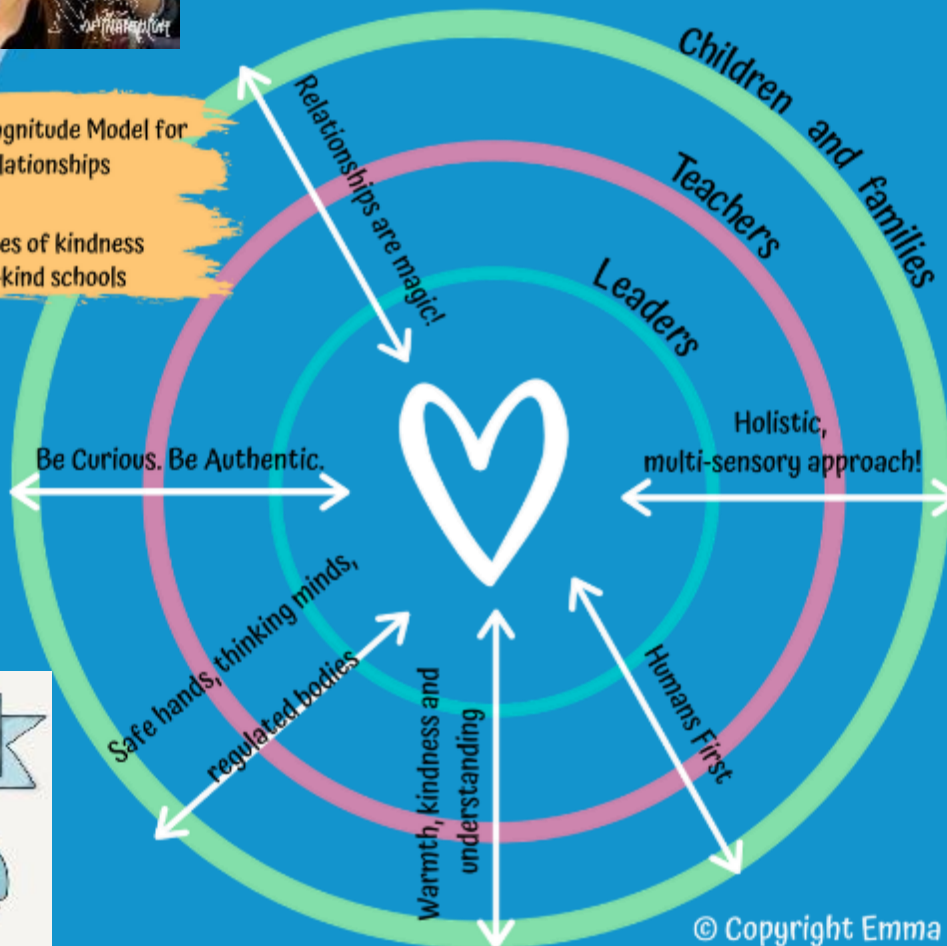 gnitude Model for
lationships
es of kindness
kind schools
Children and families
Teachers
Leaders
Relationships are magic!
Be Curious. Be Authentic.
Holistic,
multi-sensory approach!
Safe hands, thinking minds,
regulated bodies
Warmth, kindness and
understanding
Humans First
© Copyright Emma